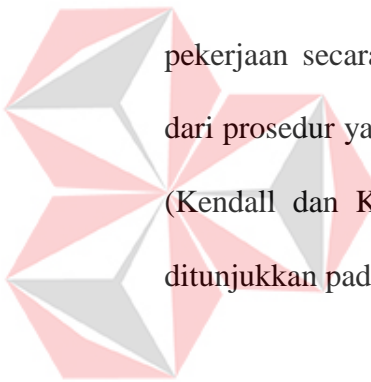 pekerjaan secara
dari prosedur ya
(Kendall dan K
ditunjukkan pad